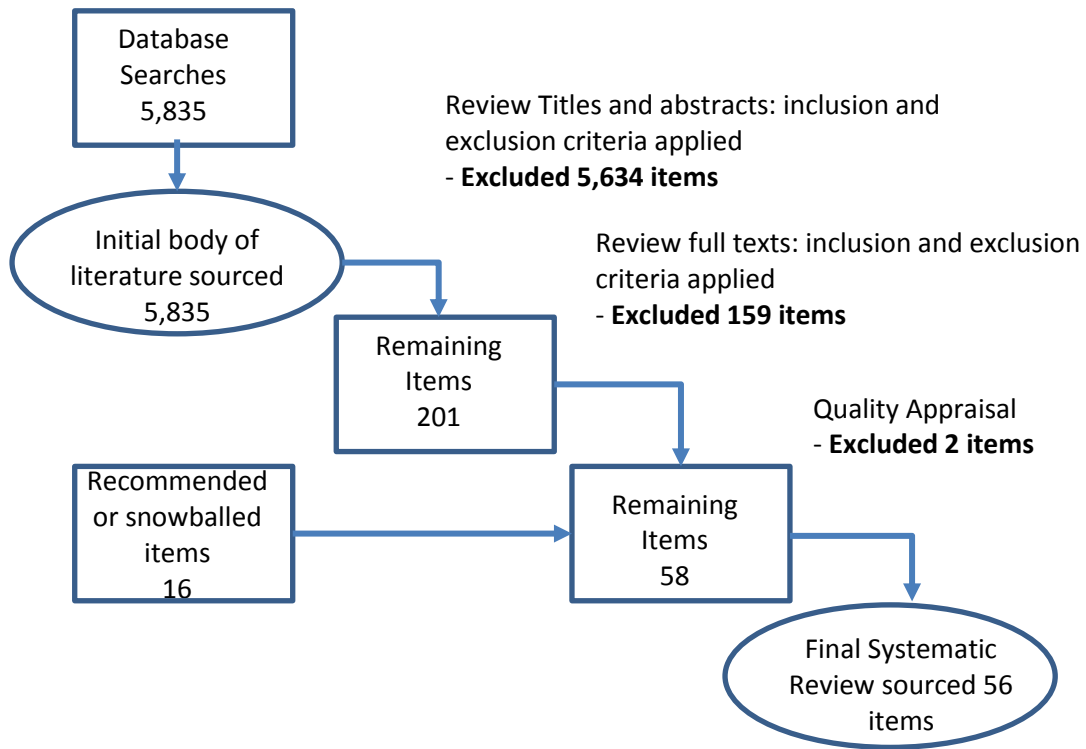 Database
Searches
5,835
Review Titles and abstracts: inclusion and
exclusion criteria applied
- Excluded 5,634 items
Initial body of
literature sourced
5,835
Review full texts: inclusion and exclusion
criteria applied
- Excluded 159 items
Remaining
Items
201
Quality Appraisal
- Excluded 2 items
Recommended
or snowballed
items
16
Remaining
Items
58
Final Systematic
Review sourced 56
items